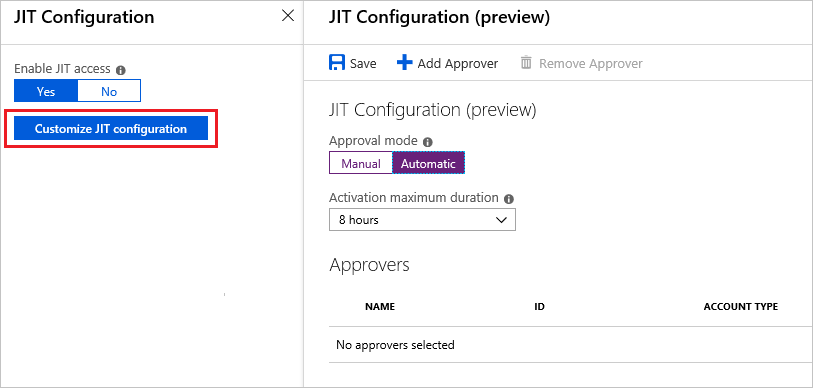 JIT Configuration
Enable JIT access
Yes No
Customize JIT configuration
JIT Configuration (preview)
Save Add Approver Remove Approver
JIT Configuration (preview)
Approval mode
Manual Automatic
Activation maximum duration
8 hours
Approvers
NAME ID ACCOUNT TYPE
No approvers selected